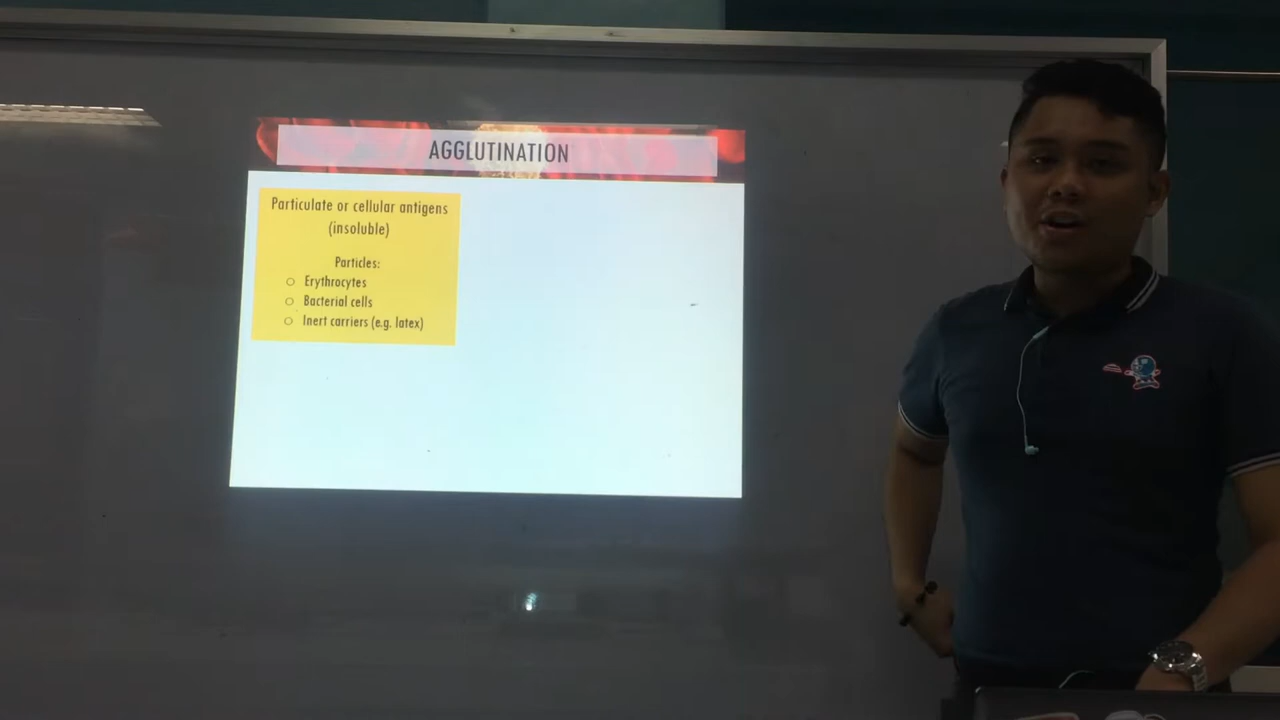 AGGLUTINATION
Particulate or cellular antigens
(insoluble)
Particles:
○ Erythrocytes
○ Bacterial cells
○ Inert carriers (e.g. latex)